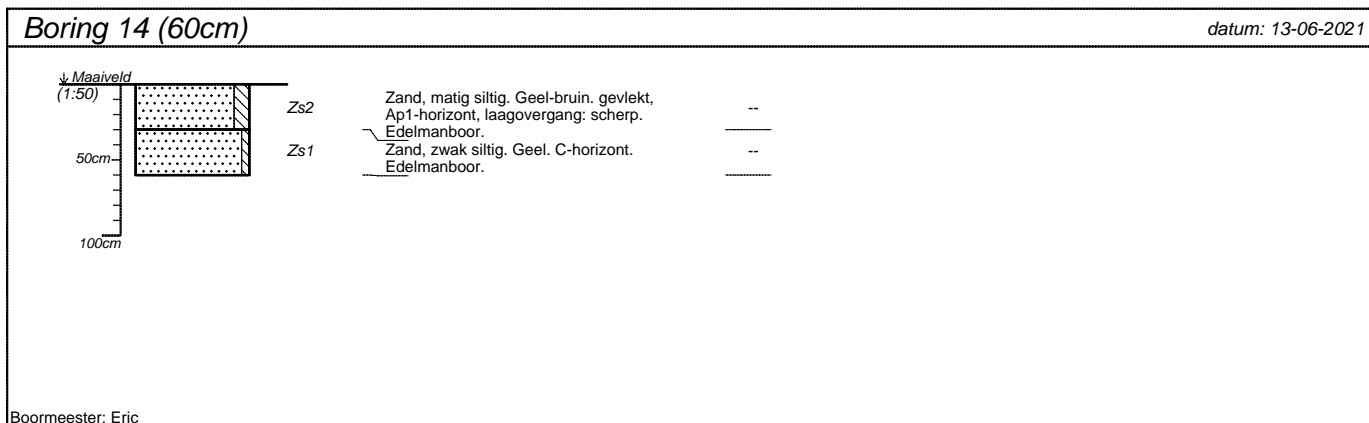 Boring 14 (60cm)
datum: 13-06-2021
Maaiveld
(1:50)
Zs2
Zand, matig siltig. Geel-bruin. gevlekt,
Ap1-horizont, laagovergang: scherp.
Edelmanboor.
--
50cm
Zs1
Zand, zwak siltig. Geel. C-horizont.
Edelmanboor.
--
100cm
Boormeester: Eric